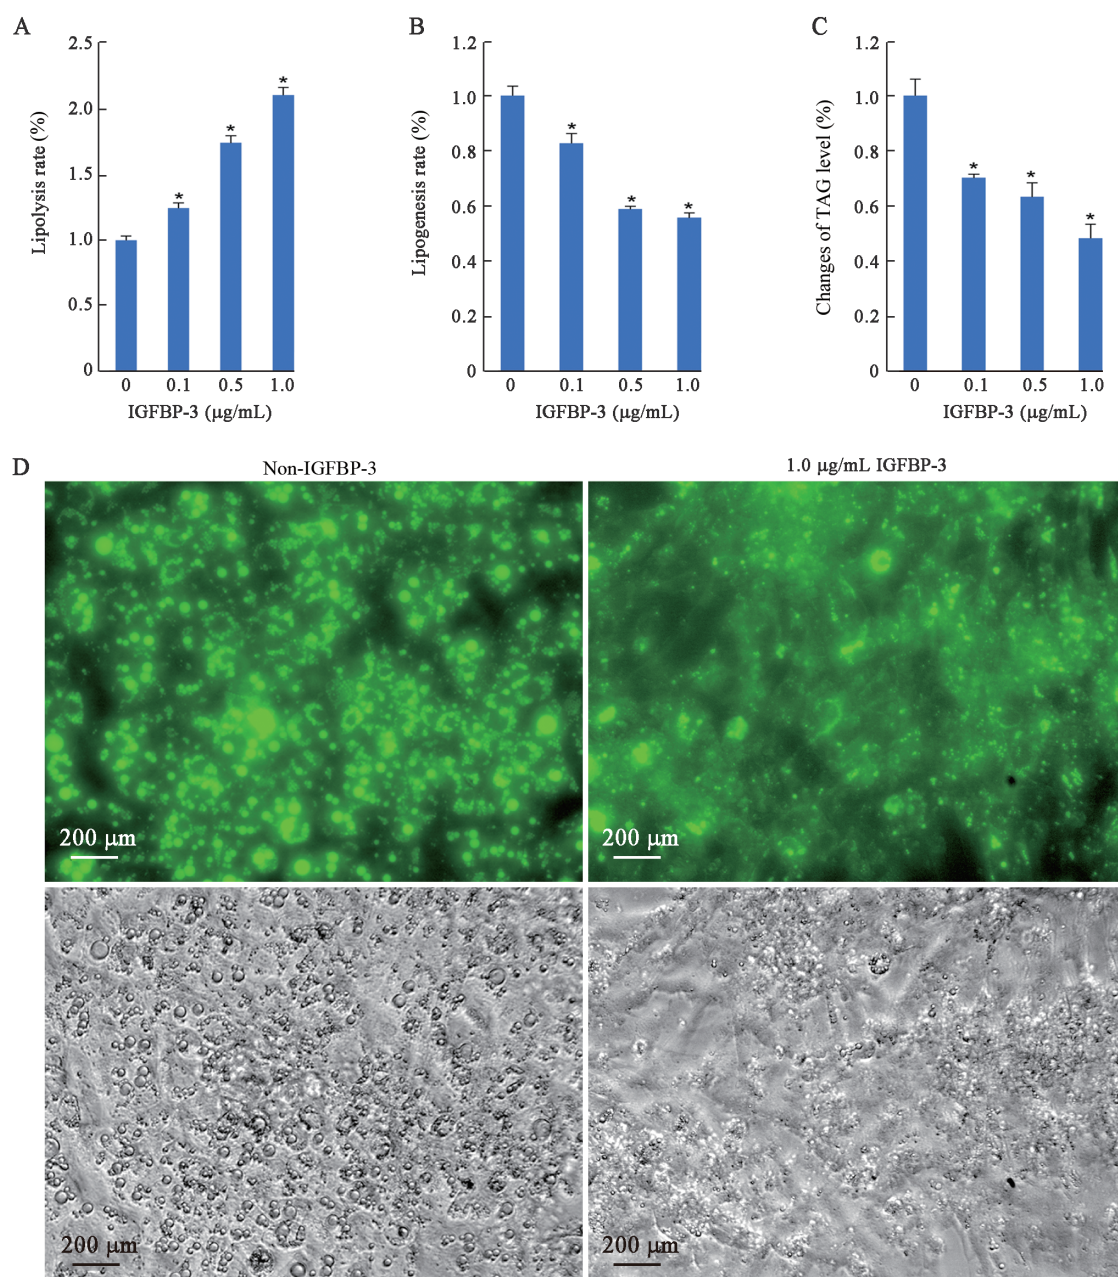 A
B
C
2.5
2.0
1.5
1.0
0.5
0
Lipolysis rate (%)
*
*
*
0 0.1 0.5 1.0
IGFBP-3 (μg/mL)
1.2
1.0
0.8
0.6
0.4
0.2
0
Lipogenesis rate (%)
*
*
*
0 0.1 0.5 1.0
IGFBP-3 (μg/mL)
1.2
1.0
0.8
0.6
0.4
0.2
0
Changes of TAG level (%)
*
*
*
0 0.1 0.5 1.0
IGFBP-3 (μg/mL)
D
Non-IGFBP-3
1.0 μg/mL IGFBP-3
200 μm
200 μm
200 μm
200 μm